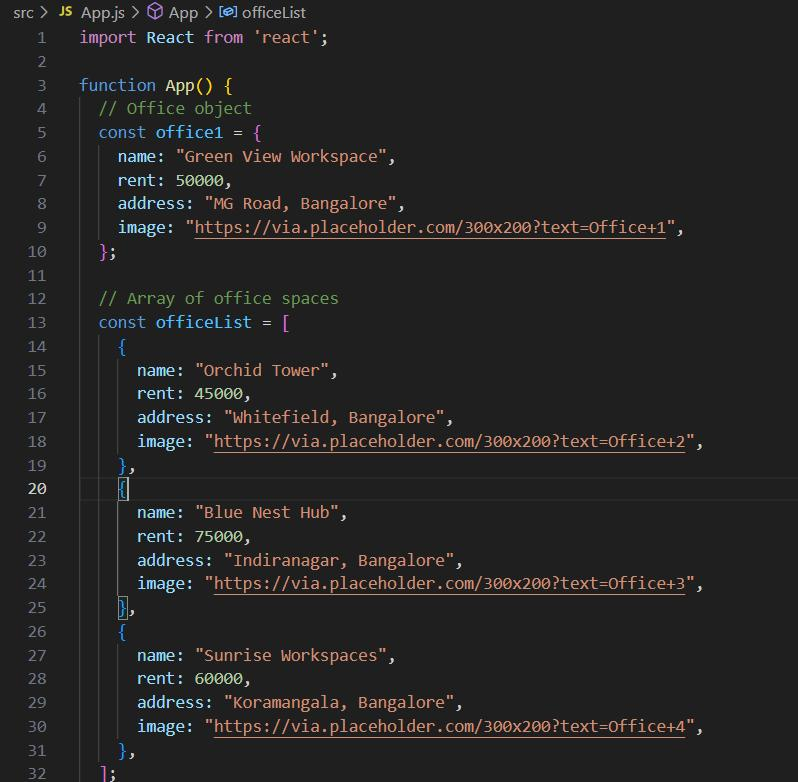 src > JS App.js > App > officeList
1 import React from 'react';
2
3 function App() {
4   // Office object
5   const office1 = {
6     name: "Green View Workspace",
7     rent: 50000,
8     address: "MG Road, Bangalore",
9     image: "https://via.placeholder.com/300x200?text=Office+1",
10   };
11
12   // Array of office spaces
13   const officeList = [
14     {
15       name: "Orchid Tower",
16       rent: 45000,
17       address: "Whitefield, Bangalore",
18       image: "https://via.placeholder.com/300x200?text=Office+2",
19     },
20     {
21       name: "Blue Nest Hub",
22       rent: 75000,
23       address: "Indiranagar, Bangalore",
24       image: "https://via.placeholder.com/300x200?text=Office+3",
25     },
26     {
27       name: "Sunrise Workspaces",
28       rent: 60000,
29       address: "Koramangala, Bangalore",
30       image: "https://via.placeholder.com/300x200?text=Office+4",
31     },
32   ];